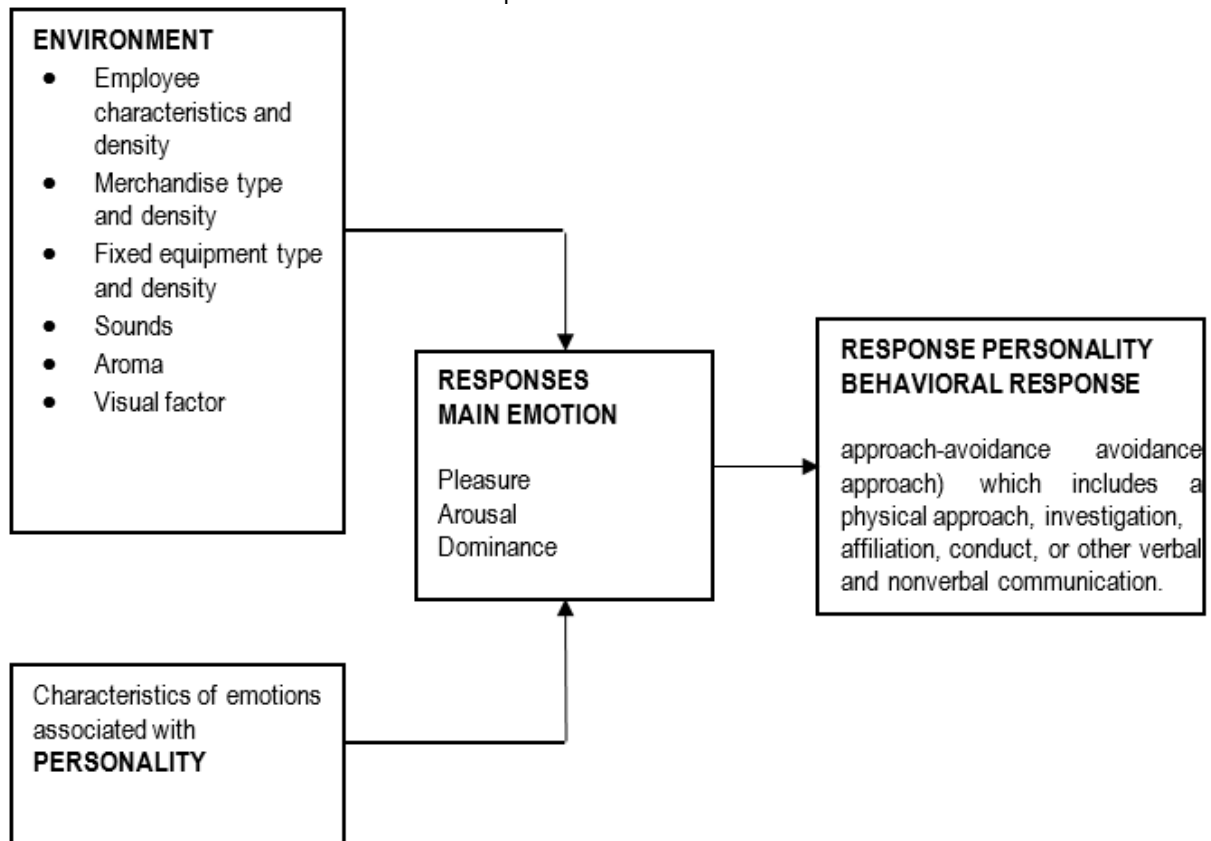 ENVIRONMENT
● Employee
characteristics and
density
● Merchandise type
and density
● Fixed equipment type
and density
● Sounds
● Aroma
● Visual factor
RESPONSES
MAIN EMOTION
Pleasure
Arousal
Dominance
RESPONSE PERSONALITY
BEHAVIORAL RESPONSE
approach-avoidance avoidance
approach) which includes a
physical approach, investigation,
affiliation, conduct, or other verbal
and nonverbal communication.
Characteristics of emotions
associated with
PERSONALITY